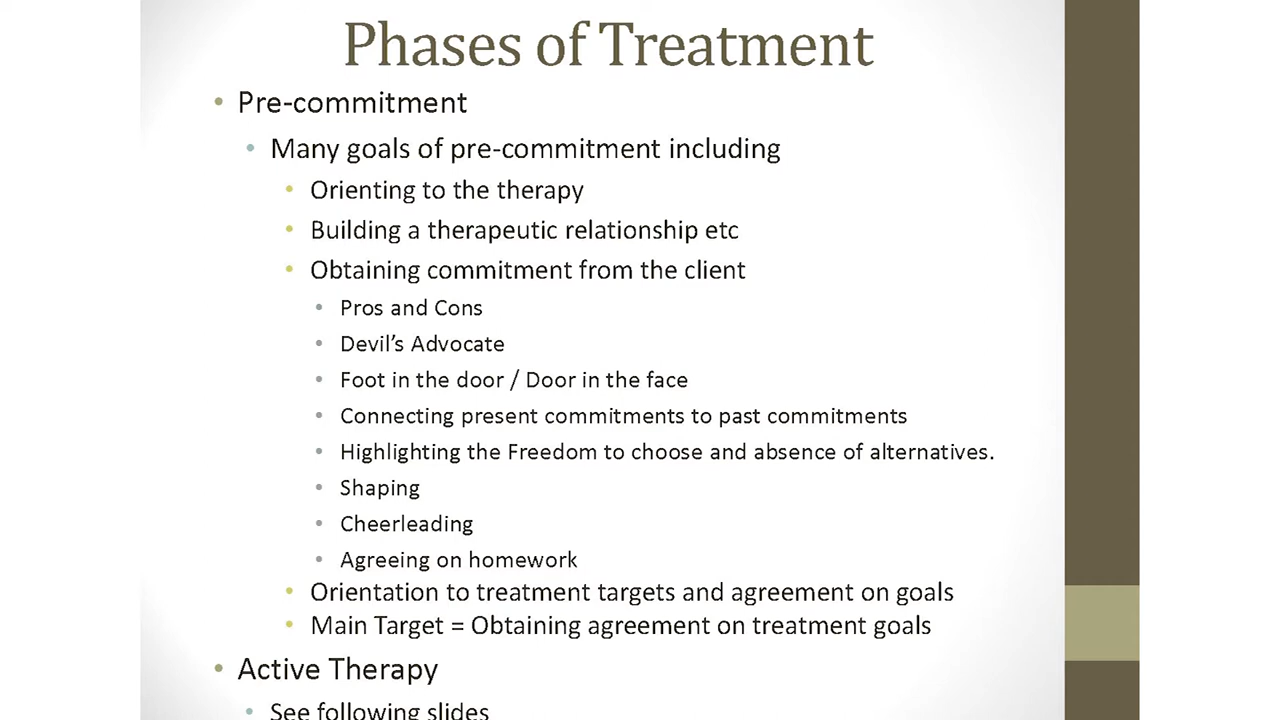 Phases of Treatment
• Pre-commitment
• Many goals of pre-commitment including
• Orienting to the therapy
• Building a therapeutic relationship etc
• Obtaining commitment from the client
• Pros and Cons
• Devil's Advocate
• Foot in the door / Door in the face
• Connecting present commitments to past commitments
• Highlighting the Freedom to choose and absence of alternatives.
• Shaping
• Cheerleading
• Agreeing on homework
• Orientation to treatment targets and agreement on goals
• Main Target = Obtaining agreement on treatment goals
• Active Therapy
• See following slides